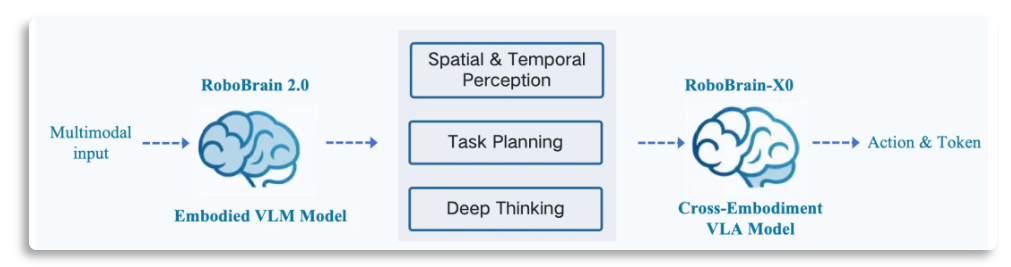 Multimodal
input
RoboBrain 2.0
Embodied VLM Model
Spatial & Temporal
Perception
Task Planning
Deep Thinking
RoboBrain-X0
Cross-Embodiment
VLA Model
Action & Token